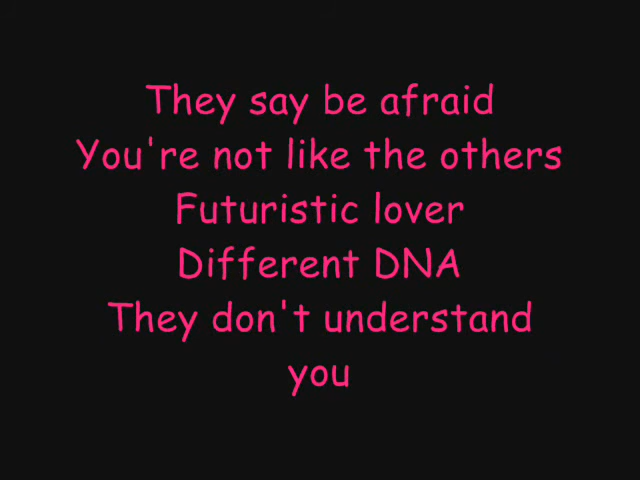 They say be afraid
You're not like the others
Futuristic lover
Different DNA
They don't understand
you